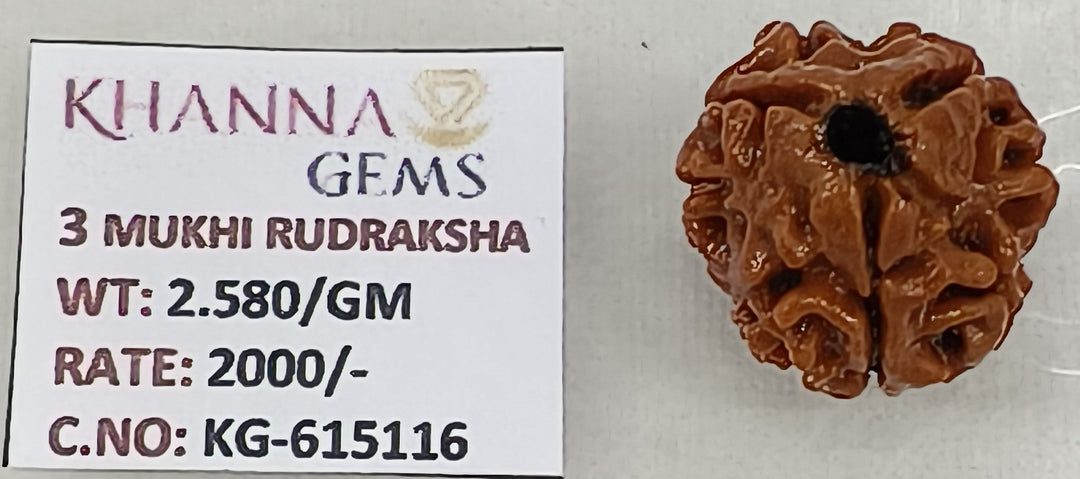 KHANNA
GEMS
3 MUKHI RUDRAKSHA
WT: 2.580/GM
RATE: 2000/-
C.NO: KG-615116